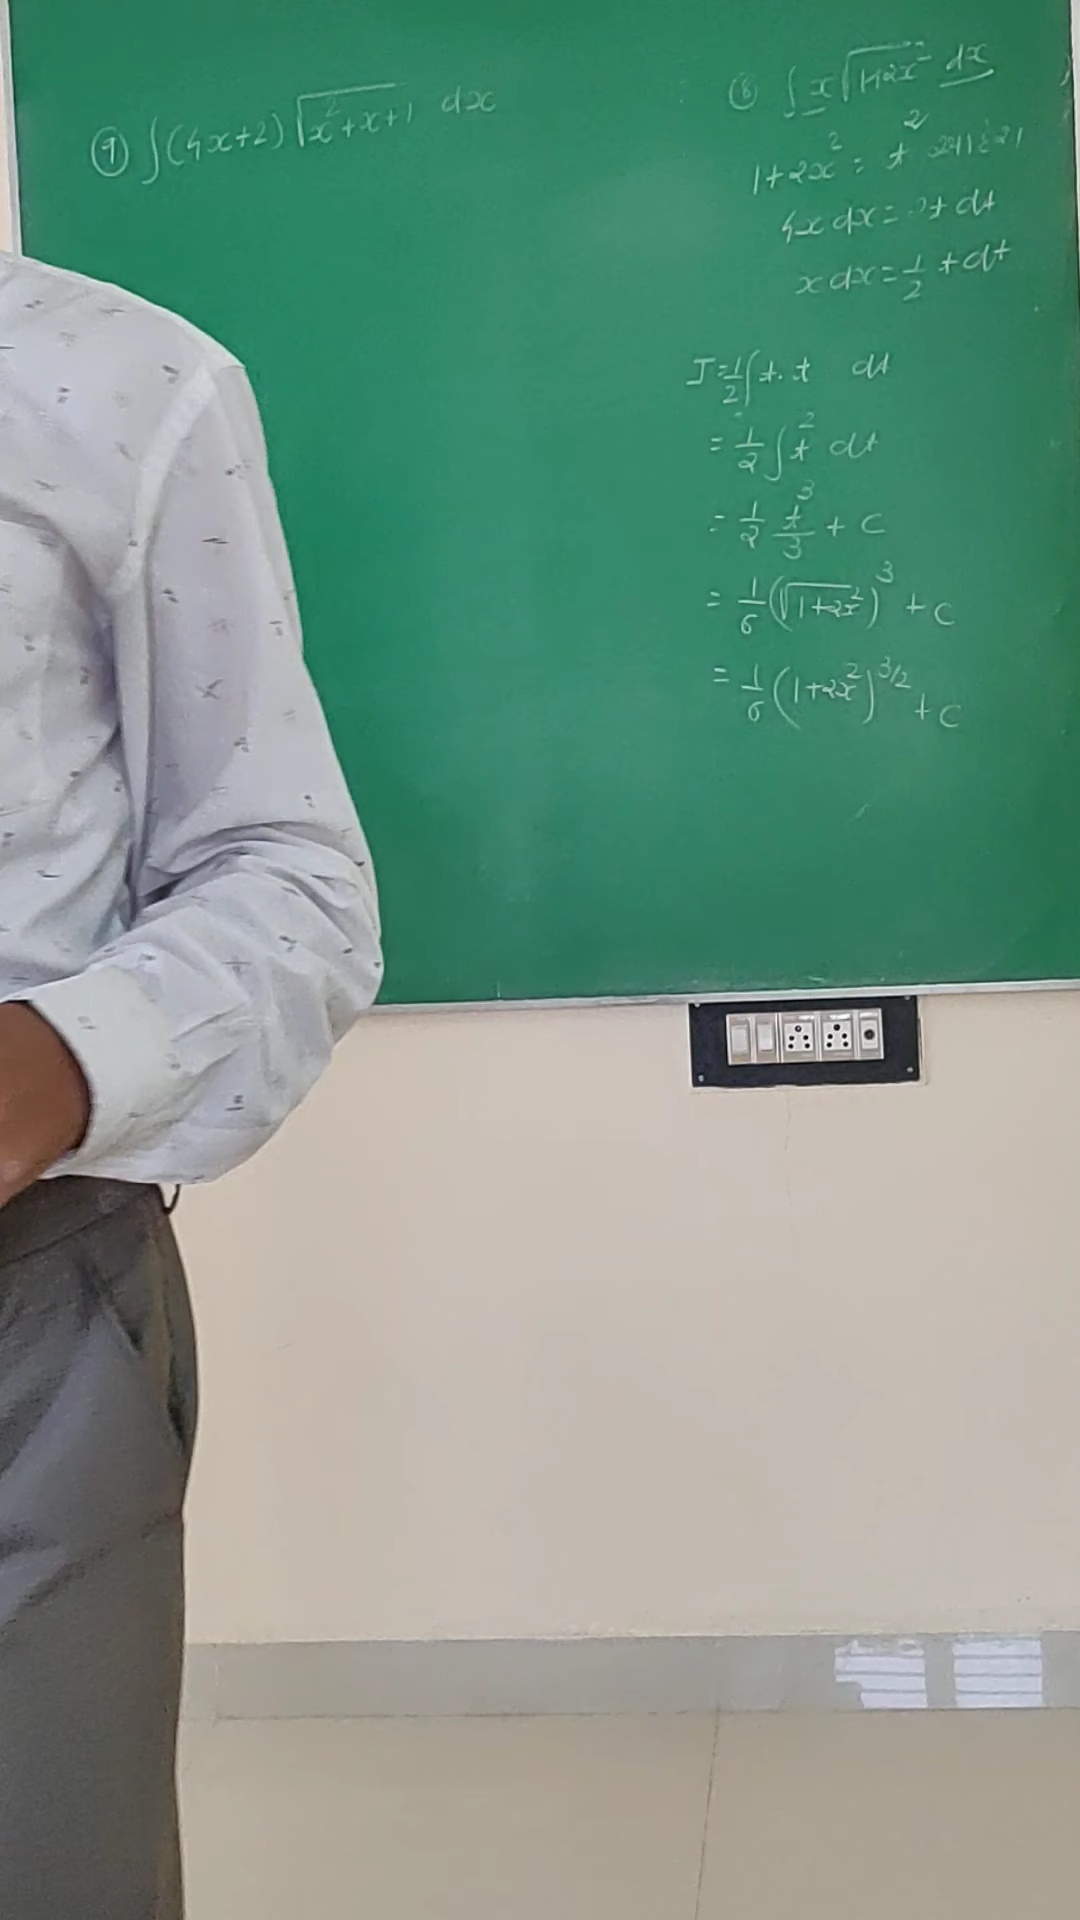 ⑨ ∫(4x+2) √(x²+x+1) dx
⑧ ∫ x √(1+2x²) dx
1+2x² = t²
4x dx = 2t dt
x dx = 1/2 t dt
I = 1/2 ∫ t. t dt
= 1/2 ∫ t² dt
= 1/2 t³/3 + c
= 1/6 (√(1+2x²))³ + c
= 1/6 (1+2x²)^3/2 + c